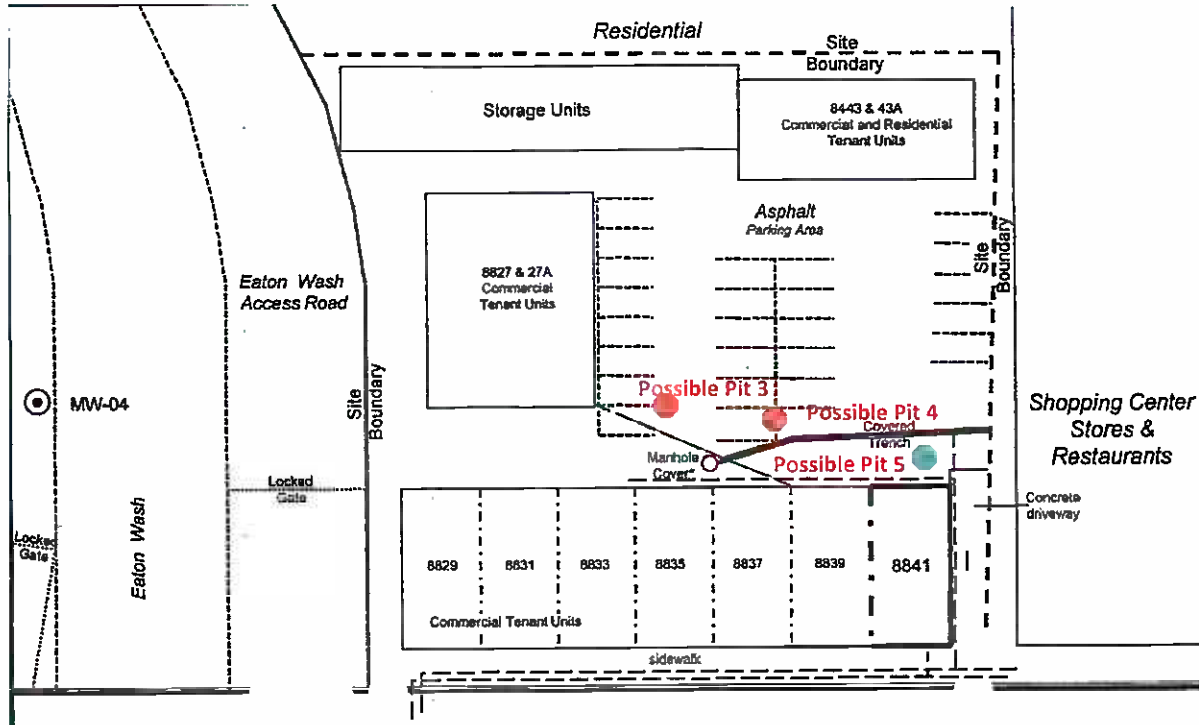 Residential
Site
Boundary
Storage Units
8443 & 43A
Commercial and Residential
Tenant Units
Asphalt
Parking Area
Site
Boundary
8827 & 27A
Commercial
Tenant Units
Eaton Wash
Access Road
Site
Boundary
MW-04
Possible Pit 3
Possible Pit 4
Covered
Trench
Possible Pit 5
Manhole
Cover"
Shopping Center
Stores &
Restaurants
Concrete
driveway
Locked
Gate
Locked
Gate
Eaton Wash
8829
8831
8833
8835
8837
8839
8841
Commercial Tenant Units
sidewalk